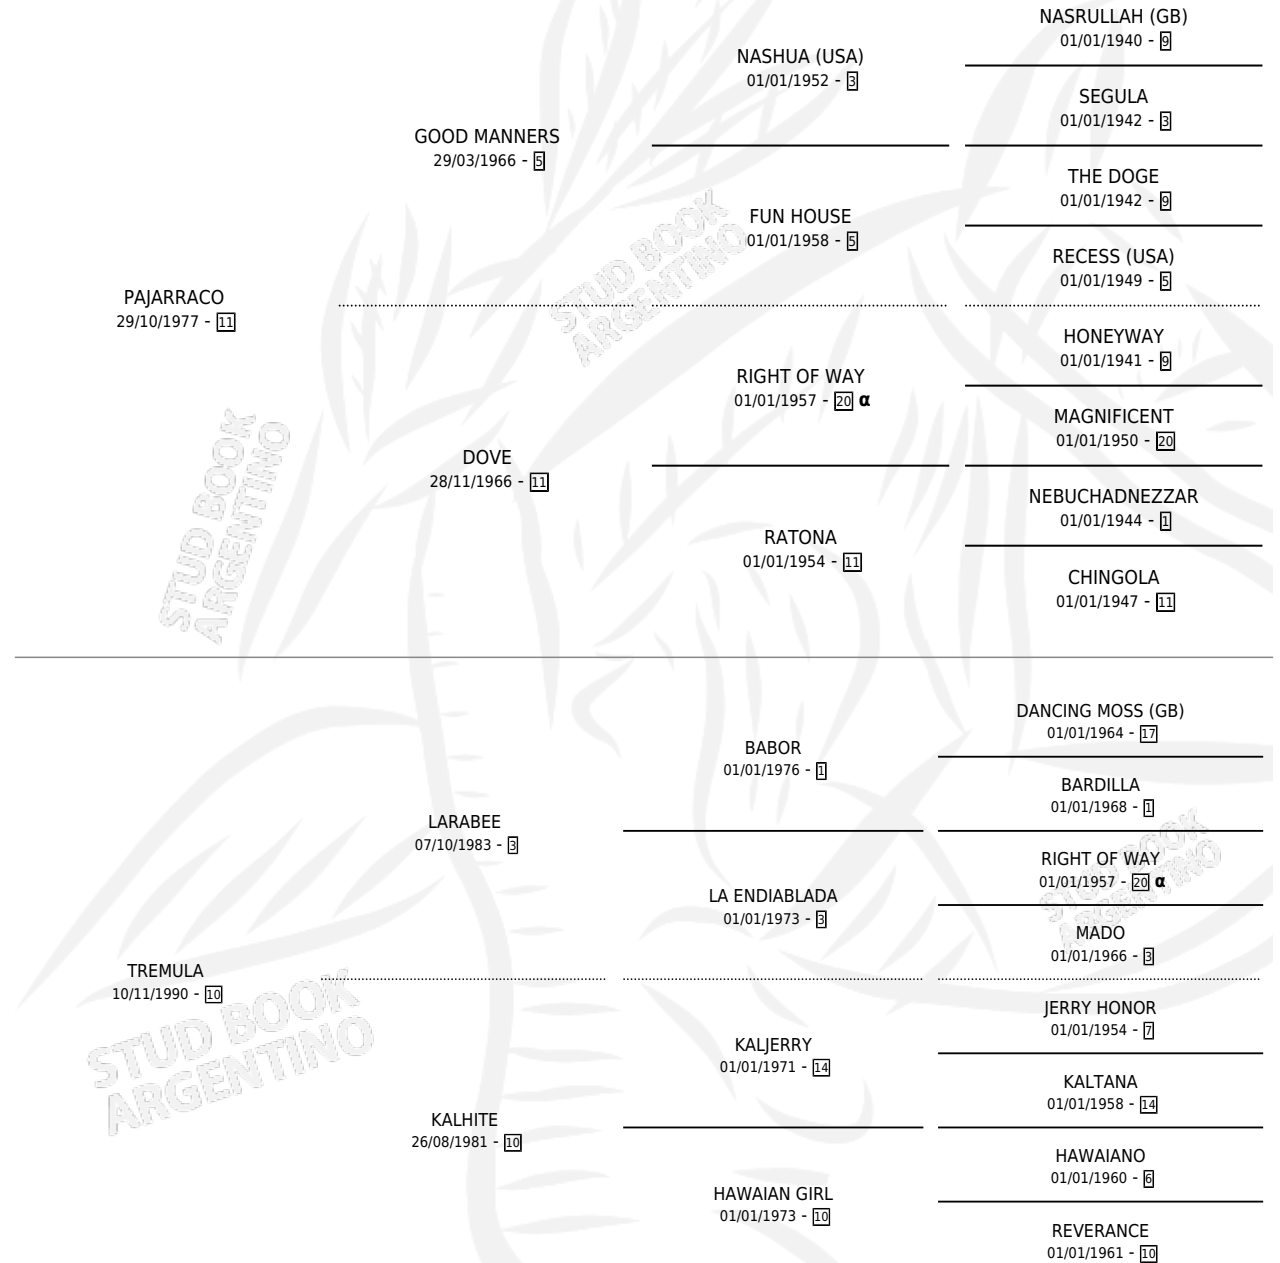 NASRULLAH (GB)
01/01/1940 - 9
NASHUA (USA)
01/01/1952 - 3
SEGULA
01/01/1942 - 3
GOOD MANNERS
29/03/1966 - 5
THE DOGE
01/01/1942 - 9
FUN HOUSE
01/01/1958 - 5
RECESS (USA)
01/01/1949 - 5
PAJARRACO
29/10/1977 - 11
HONEYWAY
01/01/1941 - 9
RIGHT OF WAY
01/01/1957 - 20 α
MAGNIFICENT
01/01/1950 - 20
DOVE
28/11/1966 - 11
NEBUCHADNEZZAR
01/01/1944 - 1
RATONA
01/01/1954 - 11
CHINGOLA
01/01/1947 - 11
DANCING MOSS (GB)
01/01/1964 - 17
BABOR
01/01/1976 - 1
BARDILLA
01/01/1968 - 1
LARABEE
07/10/1983 - 3
RIGHT OF WAY
01/01/1957 - 20 α
LA ENDIABLADA
01/01/1973 - 3
MADO
01/01/1966 - 3
TREMULA
10/11/1990 - 10
JERRY HONOR
01/01/1954 - 7
KALJERRY
01/01/1971 - 14
KALTANA
01/01/1958 - 14
KALHITE
26/08/1981 - 10
HAWAIANO
01/01/1960 - 6
HAWAIAN GIRL
01/01/1973 - 10
REVERANCE
01/01/1961 - 10
STUD BOOK
ARGENTINO
STUD BOOK
ARGENTINO
STUD BOOK
ARGENTINO
STUD BOOK
ARGENTINO